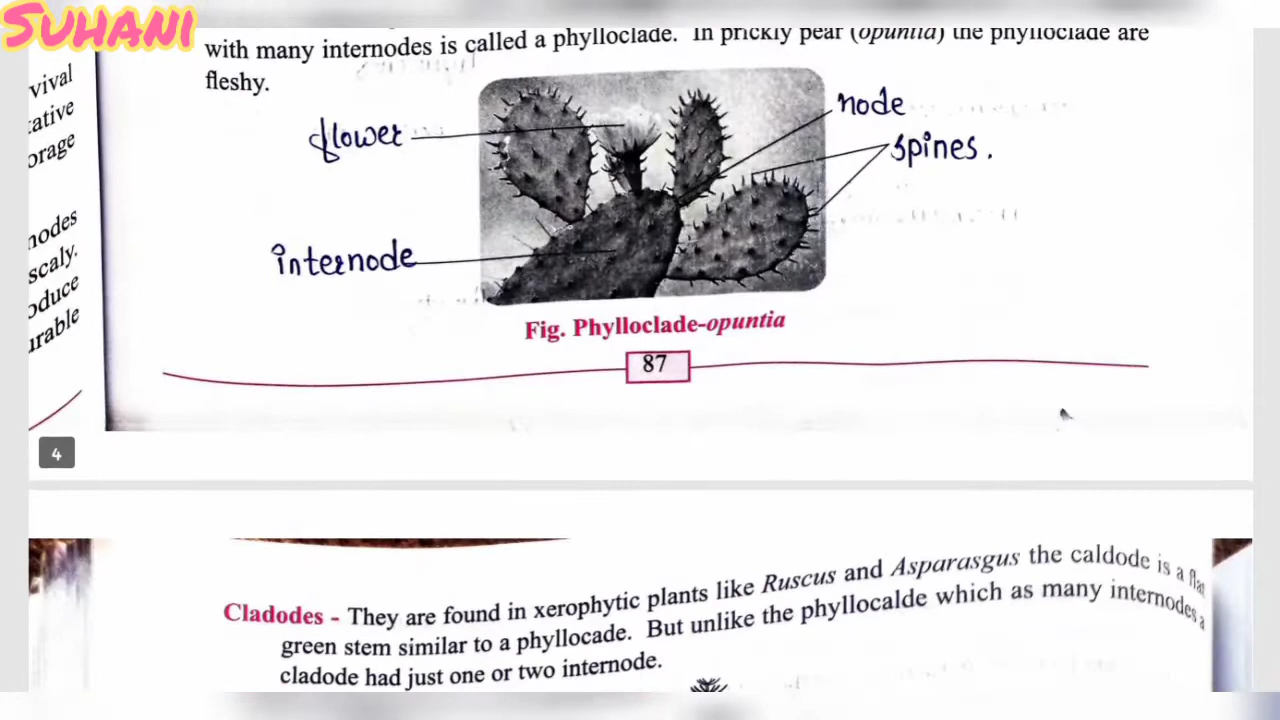 SUHANI
with many internodes is called a phylloclade. In prickly pear (opuntia) the phylloclade are
fleshy.
vival
tative
orage
nodes
scaly.
oduce
urable
flower
node
spines.
internode
Fig. Phylloclade-opuntia
87
4
Cladodes - They are found in xerophytic plants like Ruscus and Asparasgus the caldode is a flat
green stem similar to a phyllocade. But unlike the phyllocalde which as many internodes a
cladode had just one or two internode.